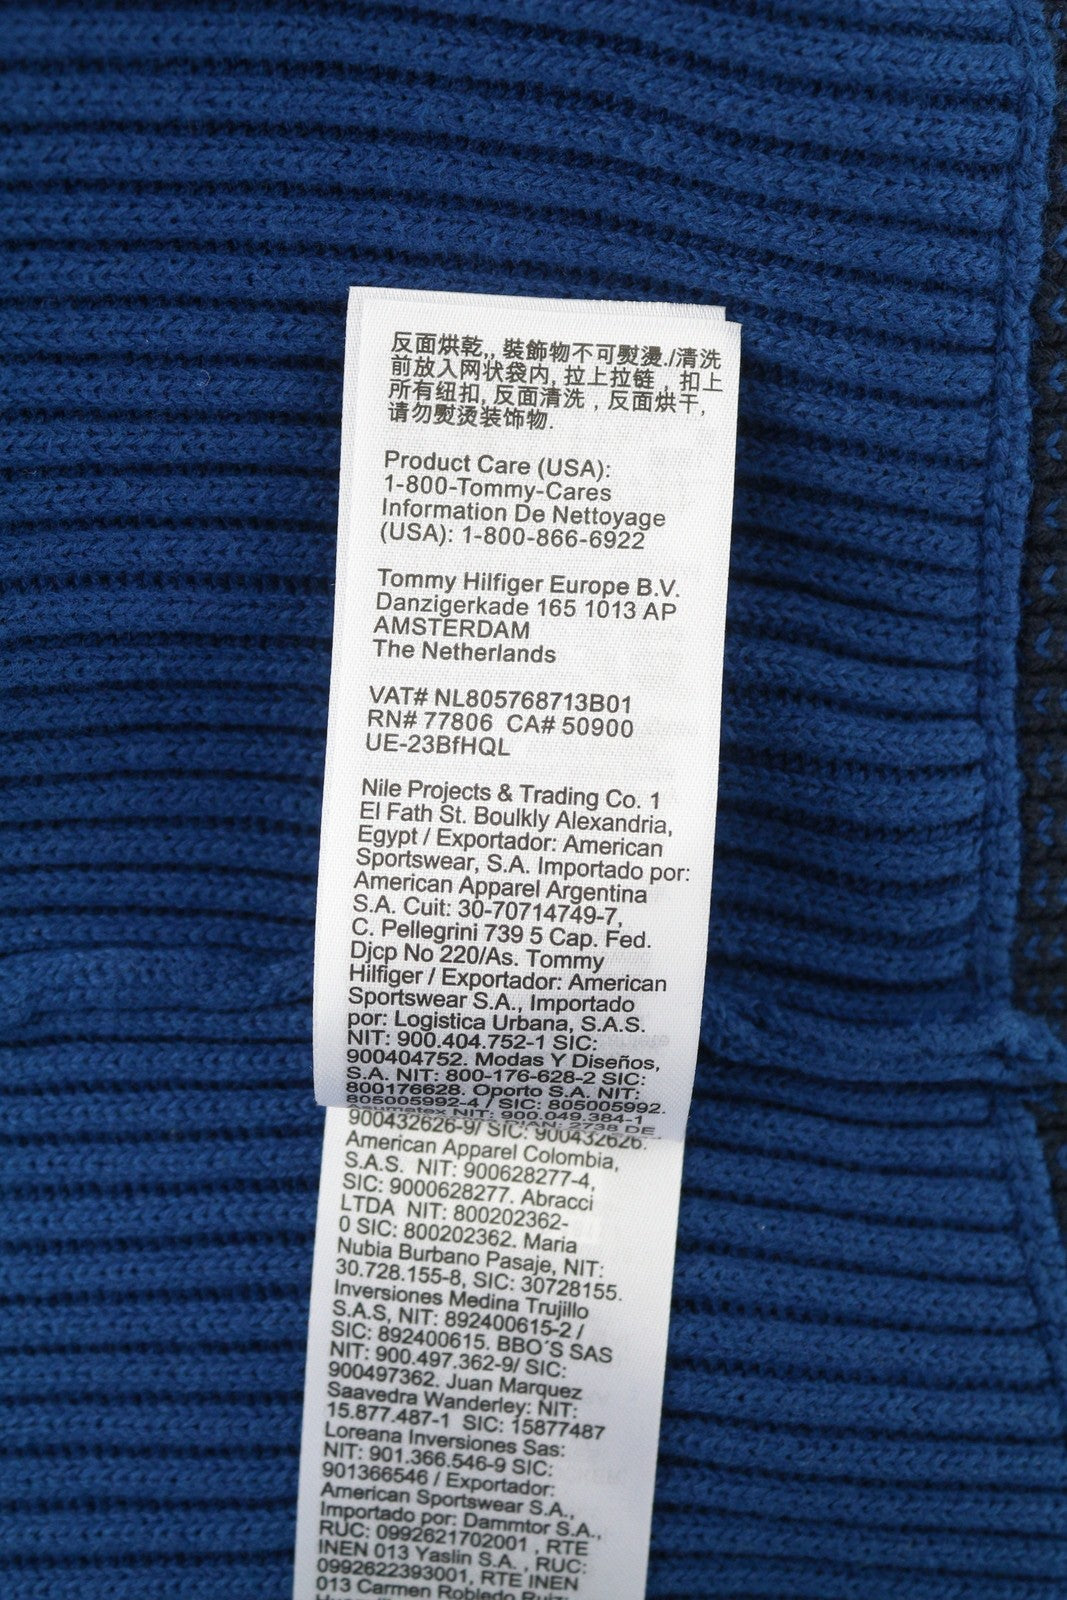 反面烘乾,, 裝飾物不可熨燙./清洗
前放入网状袋内, 拉上拉链 , 扣上
所有纽扣, 反面清洗 , 反面烘干,
请勿熨烫装饰物.
Product Care (USA):
1-800-Tommy-Cares
Information De Nettoyage
(USA): 1-800-866-6922
Tommy Hilfiger Europe B.V.
Danzigerkade 165 1013 AP
AMSTERDAM
The Netherlands
VAT# NL805768713B01
RN# 77806 CA# 50900
UE-23BfHQL
Nile Projects & Trading Co. 1
El Fath St. Boulkly Alexandria,
Egypt / Exportador: American
Sportswear, S.A. Importado por:
American Apparel Argentina
S.A. Cuit: 30-70714749-7,
C. Pellegrini 739 5 Cap. Fed.
Djcp No 220/As. Tommy
Hilfiger / Exportador: American
Sportswear S.A., Importado
por: Logistica Urbana, S.A.S.
NIT: 900.404.752-1 SIC:
900404752. Modas Y Diseños,
S.A. NIT: 800-176-628-2 SIC:
800176628. Oporto S.A. NIT:
805005992-4 / SIC: 805005992.
NIT: 900.049.384-1
2738 DE
900432626-9/ SIC: 900432626.
American Apparel Colombia,
S.A.S. NIT: 900628277-4,
SIC: 9000628277. Abracci
LTDA NIT: 800202362-
0 SIC: 800202362. Maria
Nubia Burbano Pasaje, NIT:
30.728.155-8, SIC: 30728155.
Inversiones Medina Trujillo
S.A.S, NIT: 892400615-2 /
SIC: 892400615. BBO´S SAS
NIT: 900.497.362-9/ SIC:
900497362. Juan Marquez
Saavedra Wanderley: NIT:
15.877.487-1 SIC: 15877487
Loreana Inversiones Sas:
NIT: 901.366.546-9 SIC:
901366546 / Exportador:
American Sportswear S.A.,
Importado por: Dammtor S.A.,
RUC: 0992621702001 , RTE
INEN 013 Yaslin S.A. , RUC:
0992622393001, RTE INEN
013 Carmen Robledo Ruiz: